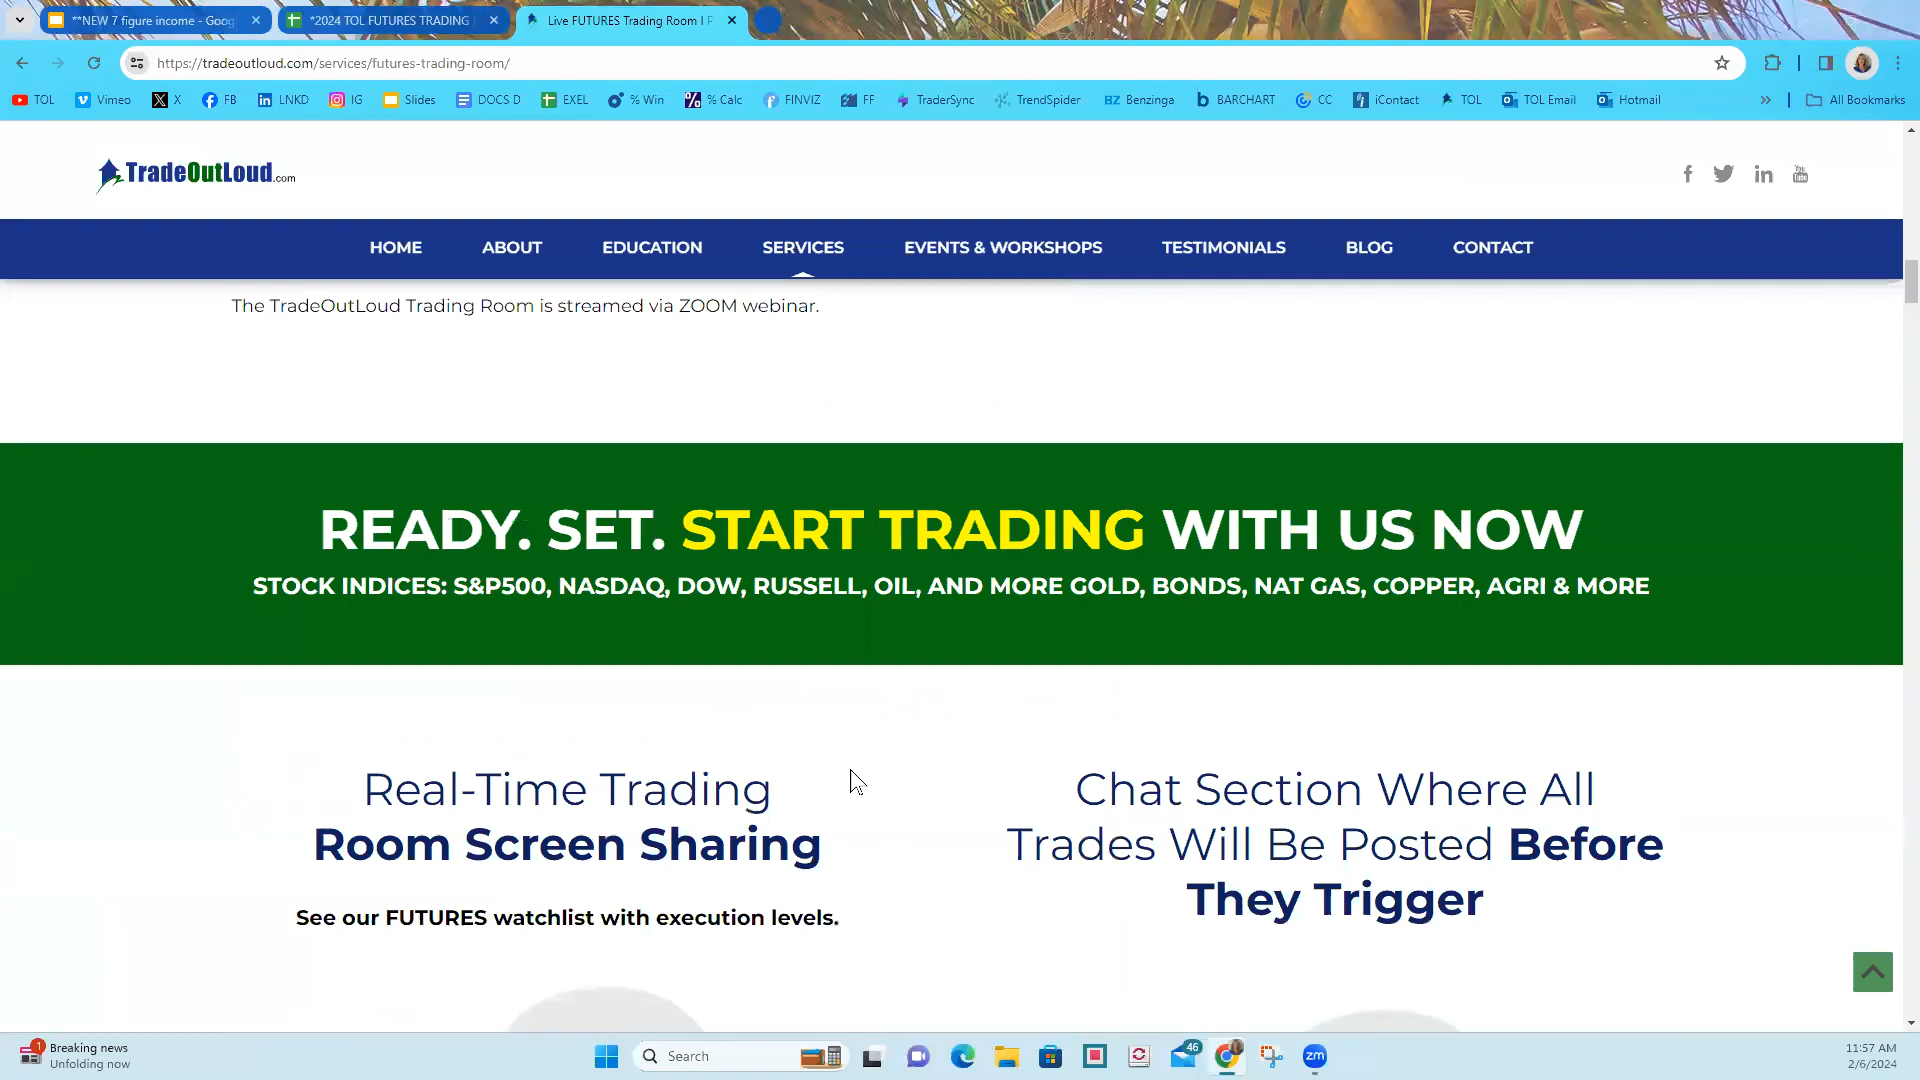 **NEW 7 figure income - Goog
*2024 TOL FUTURES TRADING
Live FUTURES Trading Room I F
https://tradeoutloud.com/services/futures-trading-room/
TOL Vimeo X FB LNKD IG Slides DOCS D EXEL % Win % Calc FINVIZ FF TraderSync TrendSpider BZ Benzinga BARCHART CC iContact TOL TOL Email Hotmail » All Bookmarks
TradeOutLoud.com
HOME ABOUT EDUCATION SERVICES EVENTS & WORKSHOPS TESTIMONIALS BLOG CONTACT
The TradeOutLoud Trading Room is streamed via ZOOM webinar.
READY. SET. START TRADING WITH US NOW
STOCK INDICES: S&P500, NASDAQ, DOW, RUSSELL, OIL, AND MORE GOLD, BONDS, NAT GAS, COPPER, AGRI & MORE
Real-Time Trading
Room Screen Sharing
See our FUTURES watchlist with execution levels.
Chat Section Where All
Trades Will Be Posted Before
They Trigger
1
Breaking news
Unfolding now
Search
46
zm
11:57 AM
2/6/2024